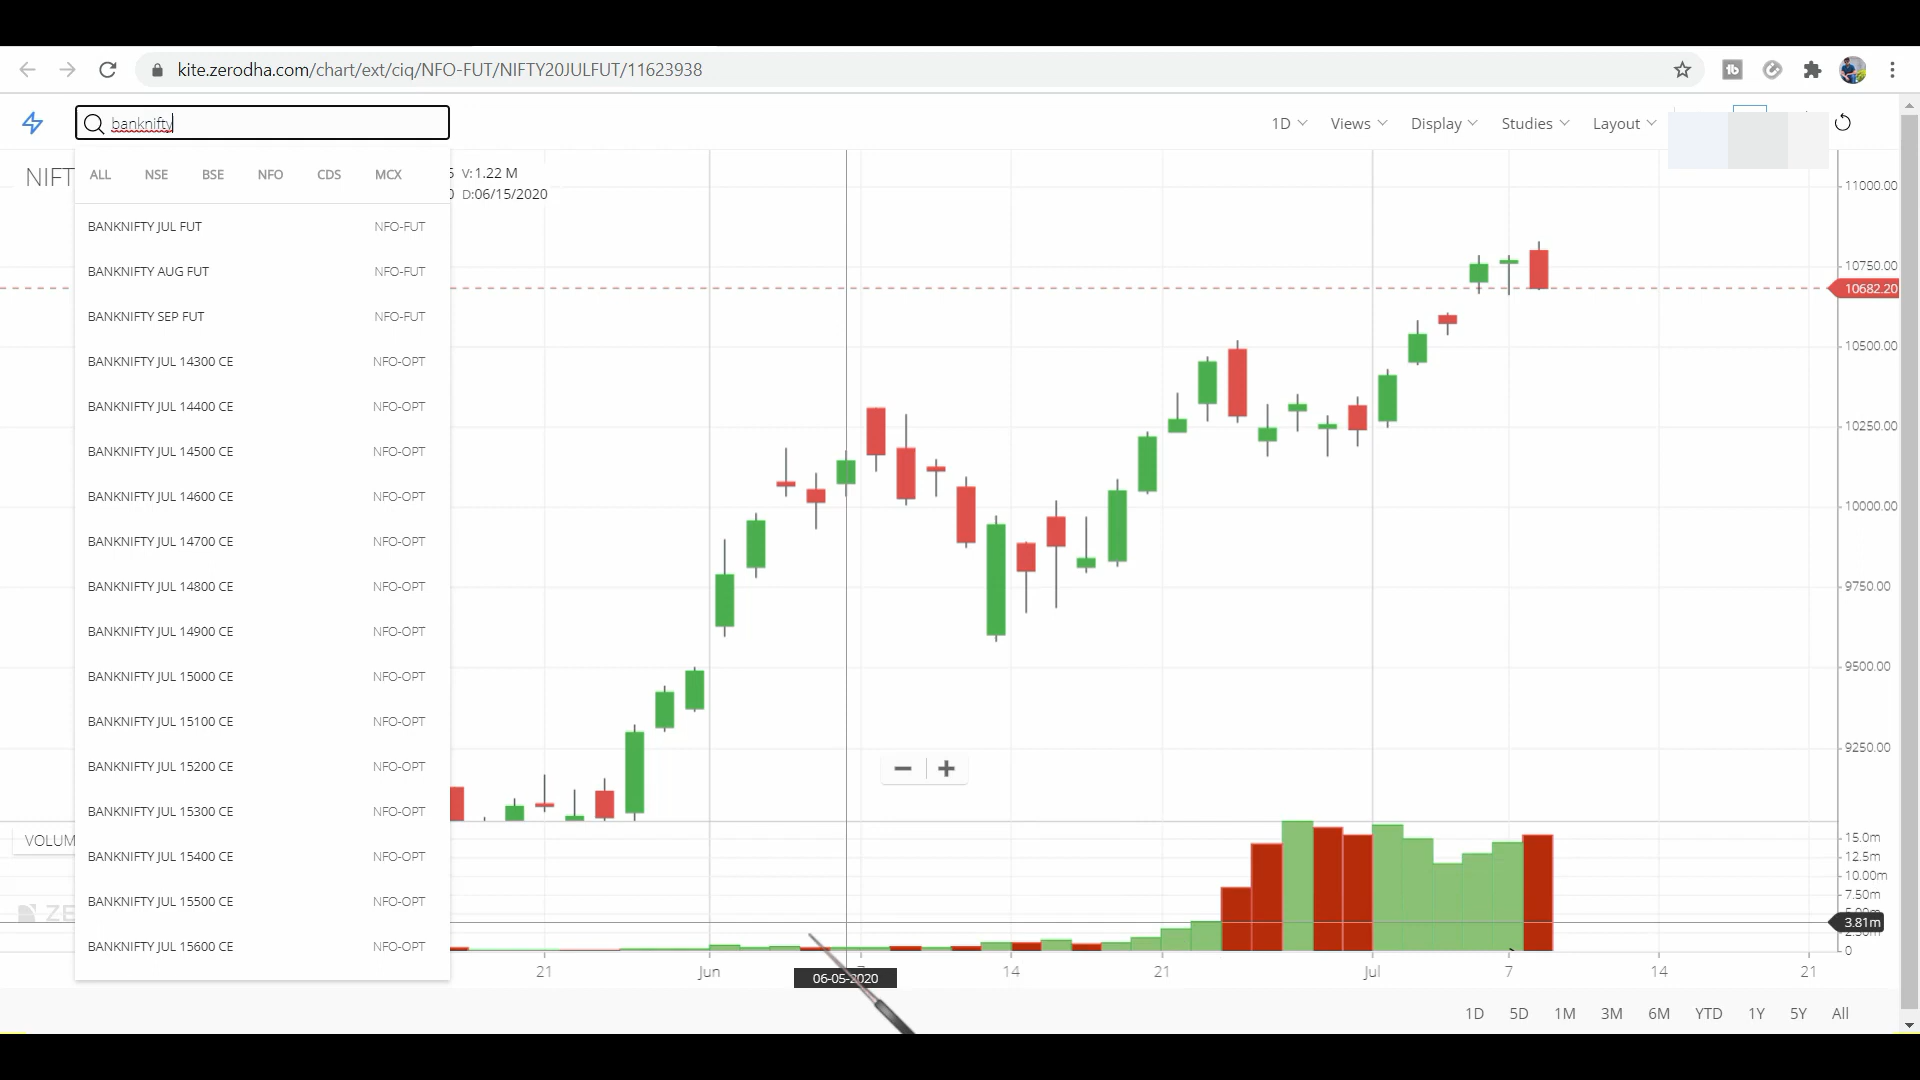 kite.zerodha.com/chart/ext/ciq/NFO-FUT/NIFTY20JULFUT/11623938
banknifty
1D Views Display Studies Layout
ALL NSE BSE NFO CDS MCX
NIFT
V:1.22 M
D:06/15/2020
BANKNIFTY JUL FUT NFO-FUT
BANKNIFTY AUG FUT NFO-FUT
BANKNIFTY SEP FUT NFO-FUT
BANKNIFTY JUL 14300 CE NFO-OPT
BANKNIFTY JUL 14400 CE NFO-OPT
BANKNIFTY JUL 14500 CE NFO-OPT
BANKNIFTY JUL 14600 CE NFO-OPT
BANKNIFTY JUL 14700 CE NFO-OPT
BANKNIFTY JUL 14800 CE NFO-OPT
BANKNIFTY JUL 14900 CE NFO-OPT
BANKNIFTY JUL 15000 CE NFO-OPT
BANKNIFTY JUL 15100 CE NFO-OPT
BANKNIFTY JUL 15200 CE NFO-OPT
BANKNIFTY JUL 15300 CE NFO-OPT
BANKNIFTY JUL 15400 CE NFO-OPT
BANKNIFTY JUL 15500 CE NFO-OPT
BANKNIFTY JUL 15600 CE NFO-OPT
11000.00
10750.00
10682.20
10500.00
10250.00
10000.00
9750.00
9500.00
9250.00
VOLUM
ZE
15.0m
12.5m
10.00m
7.50m
3.81m
0
21 Jun 7 14 21 Jul 7 14 21
06-05-2020
1D 5D 1M 3M 6M YTD 1Y 5Y All